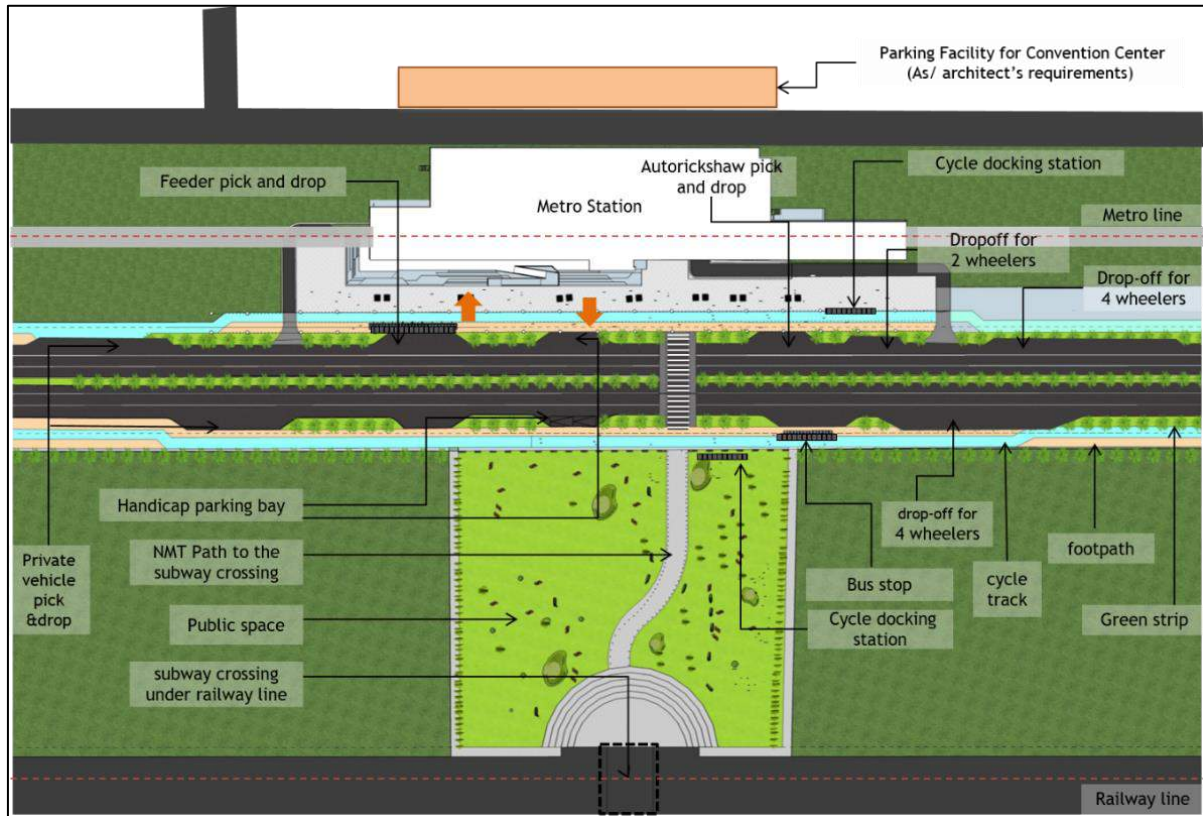 Parking Facility for Convention Center
(As/ architect's requirements)
Feeder pick and drop
Metro Station
Autorickshaw pick
and drop
Cycle docking station
Metro line
Dropoff for
2 wheelers
Drop-off for
4 wheelers
Handicap parking bay
NMT Path to the
subway crossing
Private
vehicle
pick
&drop
Public space
subway crossing
under railway line
Bus stop
Cycle docking
station
drop-off for
4 wheelers
cycle
track
footpath
Green strip
Railway line